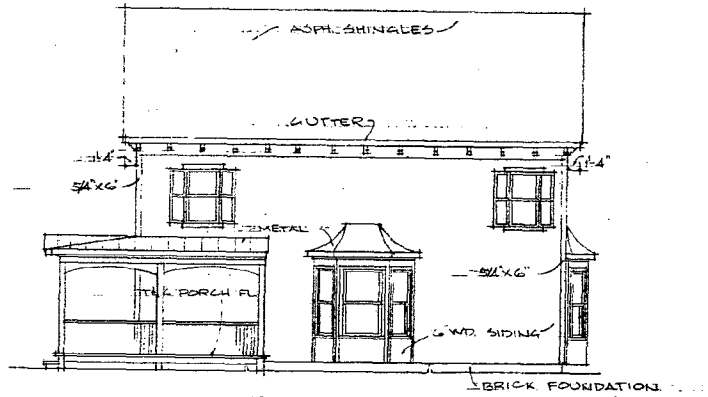 ASPH. SHINGLES
GUTTER
1'-4"
1'-4"
5/4"x6"
METAL
5/4"x6"
T&G PORCH FL
6" WD. SIDING
BRICK FOUNDATION